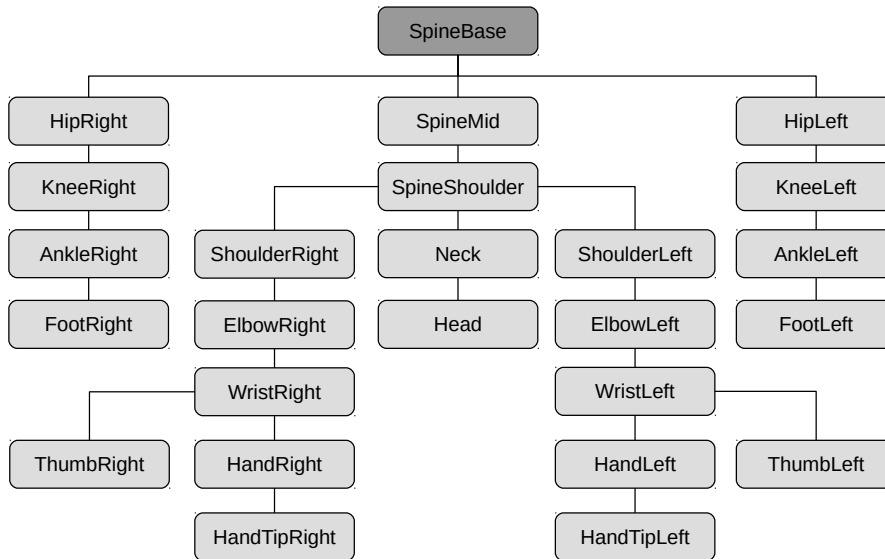 SpineBase
HipRight
SpineMid
HipLeft
KneeRight
SpineShoulder
KneeLeft
AnkleRight
ShoulderRight
Neck
ShoulderLeft
AnkleLeft
FootRight
ElbowRight
Head
ElbowLeft
FootLeft
WristRight
WristLeft
ThumbRight
HandRight
HandLeft
ThumbLeft
HandTipRight
HandTipLeft